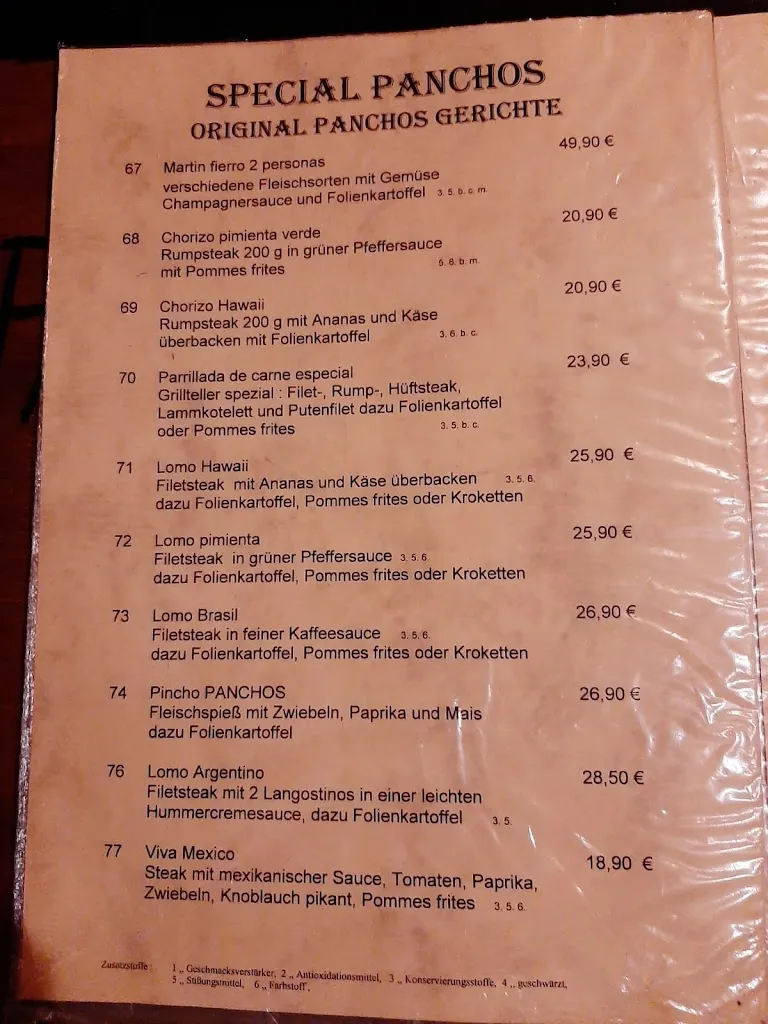 SPECIAL PANCHOS
ORIGINAL PANCHOS GERICHTE
67 Martin fierro 2 personas 49,90 €
verschiedene Fleischsorten mit Gemüse
Champagnersauce und Folienkartoffel 3. 5. b. c. m.
68 Chorizo pimienta verde 20,90 €
Rumpsteak 200 g in grüner Pfeffersauce
mit Pommes frites 5. 6. b. m.
69 Chorizo Hawaii 20,90 €
Rumpsteak 200 g mit Ananas und Käse
überbacken mit Folienkartoffel 3. 6. b. c.
70 Parrillada de carne especial 23,90 €
Grillteller spezial : Filet-, Rump-, Hüftsteak,
Lammkotelett und Putenfilet dazu Folienkartoffel
oder Pommes frites 3. 5. b. c.
71 Lomo Hawaii 25,90 €
Filetsteak mit Ananas und Käse überbacken 3. 5. 6.
dazu Folienkartoffel, Pommes frites oder Kroketten
72 Lomo pimienta 25,90 €
Filetsteak in grüner Pfeffersauce 3. 5. 6.
dazu Folienkartoffel, Pommes frites oder Kroketten
73 Lomo Brasil 26,90 €
Filetsteak in feiner Kaffeesauce 3. 5. 6.
dazu Folienkartoffel, Pommes frites oder Kroketten
74 Pincho PANCHOS 26,90 €
Fleischspieß mit Zwiebeln, Paprika und Mais
dazu Folienkartoffel
76 Lomo Argentino 28,50 €
Filetsteak mit 2 Langostinos in einer leichten
Hummercremesauce, dazu Folienkartoffel 3. 5.
77 Viva Mexico 18,90 €
Steak mit mexikanischer Sauce, Tomaten, Paprika,
Zwiebeln, Knoblauch pikant, Pommes frites 3. 5. 6.
Zusatzstoffe : 1 „ Geschmacksverstärker, 2 „ Antioxidationsmittel, 3 „ Konservierungsstoffe, 4 „ geschwärzt,
5 „ Süßungsmittel, 6 „ Farbstoff,